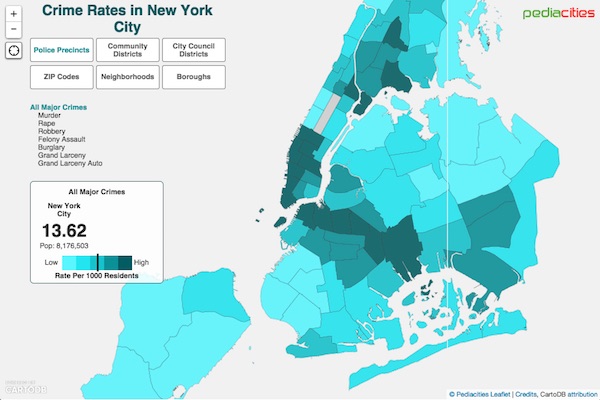 +
Crime Rates in New York
City
pediacities
−
Police Precincts
Community
Districts
City Council
Districts
ZIP Codes
Neighborhoods
Boroughs
All Major Crimes
Murder
Rape
Robbery
Felony Assault
Burglary
Grand Larceny
Grand Larceny Auto
All Major Crimes
New York
City
13.62
Pop: 8,176,503
Low
High
Rate Per 1000 Residents
CARTODB
© Pediacities Leaflet | Credits, CartoDB attribution